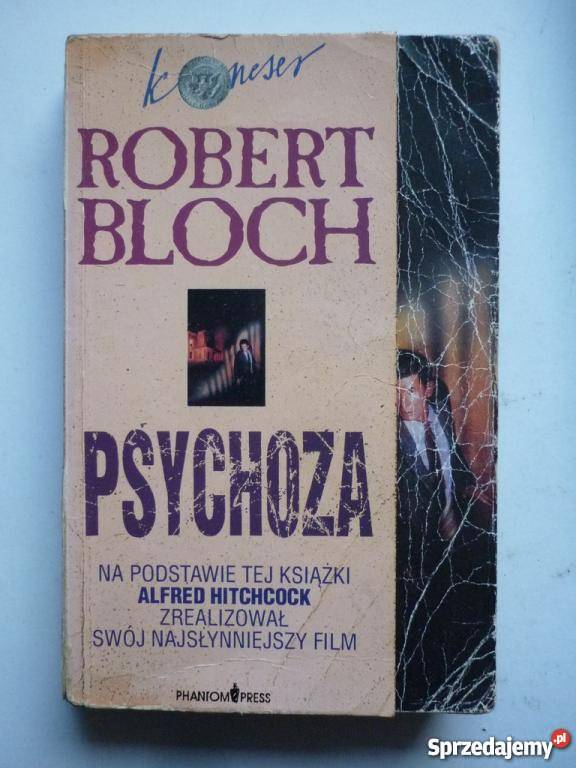 koneser
ROBERT
BLOCH
PSYCHOZA
NA PODSTAWIE TEJ KSIĄŻKI
ALFRED HITCHCOCK
ZREALIZOWAŁ
SWÓJ NAJSŁYNNIEJSZY FILM
PHANTOM PRESS
Sprzedajemy.pl